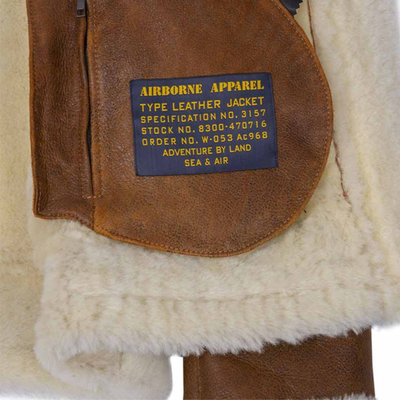 AIRBORNE APPAREL
TYPE LEATHER JACKET
SPECIFICATION NO. 3157
STOCK NO. 8300-470716
ORDER NO. W-053 Ac96B
ADVENTURE BY LAND
SEA & AIR